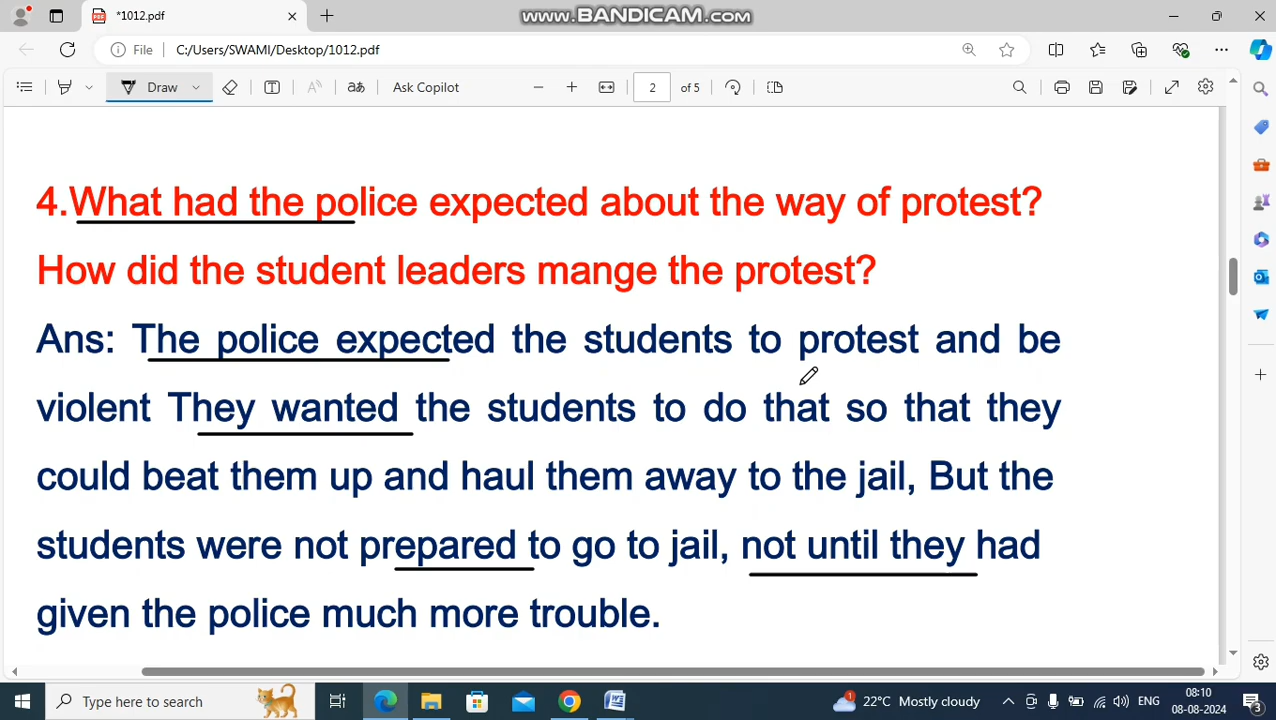 *1012.pdf
www.BANDICAM.com
File C:/Users/SWAMI/Desktop/1012.pdf
Draw Ask Copilot 2 of 5
4.What had the police expected about the way of protest?
How did the student leaders mange the protest?
Ans: The police expected the students to protest and be
violent They wanted the students to do that so that they
could beat them up and haul them away to the jail, But the
students were not prepared to go to jail, not until they had
given the police much more trouble.
Type here to search 1 22°C Mostly cloudy ENG 08:10
08-08-2024 3